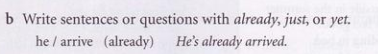 b Write sentences or questions with already, just, or yet.
he / arrive (already) He's already arrived.